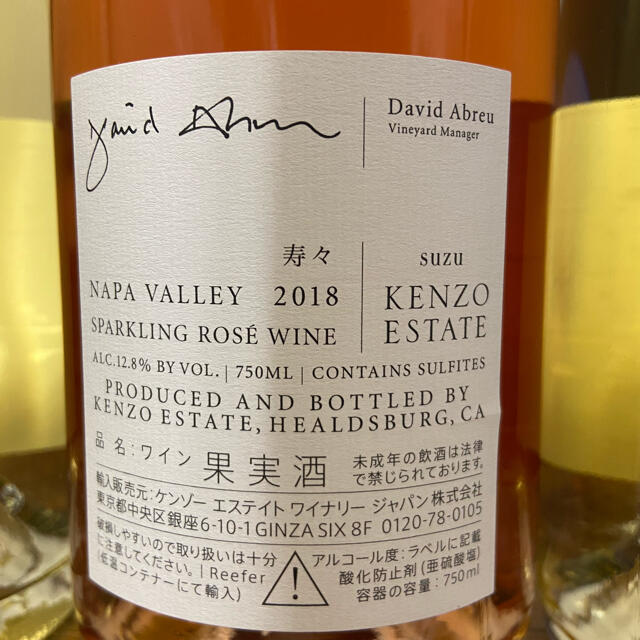 David Abreu
David Abreu
Vineyard Manager
寿々
suzu
NAPA VALLEY 2018
KENZO
SPARKLING ROSÉ WINE
ESTATE
ALC.12.8% BY VOL. | 750ML | CONTAINS SULFITES
PRODUCED AND BOTTLED BY
KENZO ESTATE, HEALDSBURG, CA
品 名:ワイン 果実酒
未成年の飲酒は法律
で禁じられております。
輸入販売元:ケンゾー エステイト ワイナリー ジャパン株式会社
東京都中央区銀座6-10-1 GINZA SIX 8F 0120-78-0105
破損しやすいので取り扱いは十分
に注意してください。| Reefer
(低温コンテナーにて輸入)
!
アルコール度:ラベルに記載
酸化防止剤(亜硫酸塩)
容器の容量:750ml